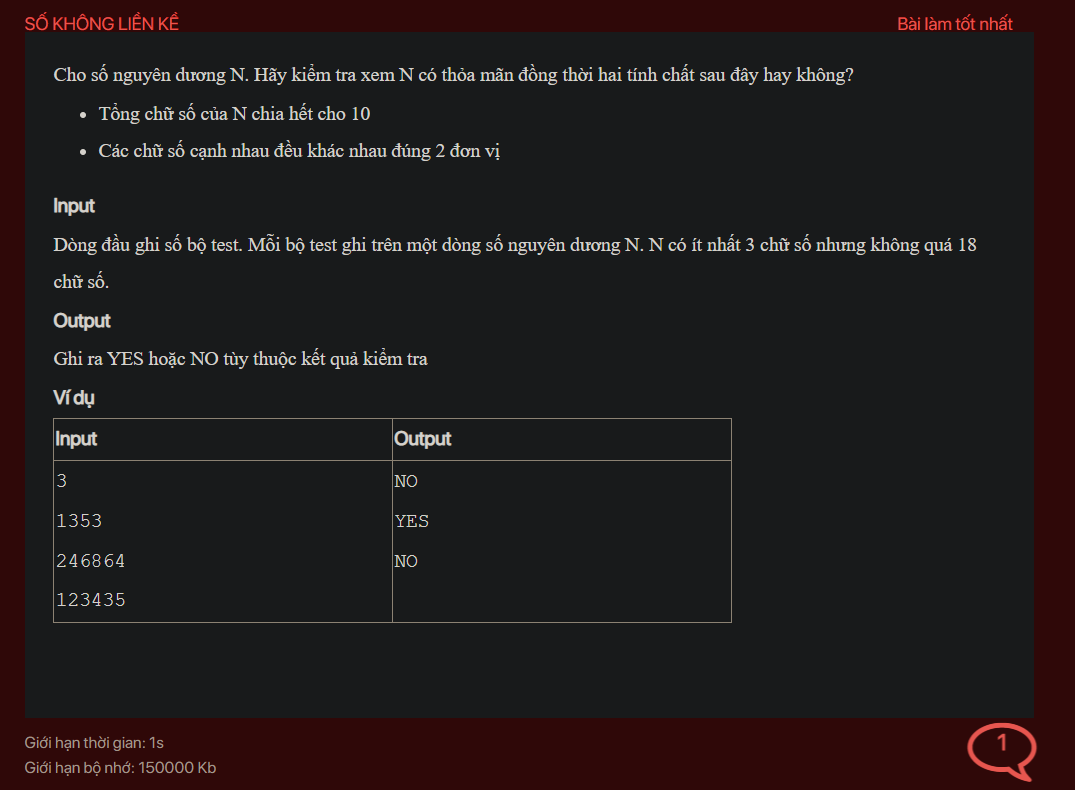 SỐ KHÔNG LIỀN KỀ
Bài làm tốt nhất
Cho số nguyên dương N. Hãy kiểm tra xem N có thỏa mãn đồng thời hai tính chất sau đây hay không?
• Tổng chữ số của N chia hết cho 10
• Các chữ số cạnh nhau đều khác nhau đúng 2 đơn vị
Input
Dòng đầu ghi số bộ test. Mỗi bộ test ghi trên một dòng số nguyên dương N. N có ít nhất 3 chữ số nhưng không quá 18
chữ số.
Output
Ghi ra YES hoặc NO tùy thuộc kết quả kiểm tra
Ví dụ
Input Output
3 NO
1353 YES
246864 NO
123435
Giới hạn thời gian: 1s
Giới hạn bộ nhớ: 150000 Kb
1